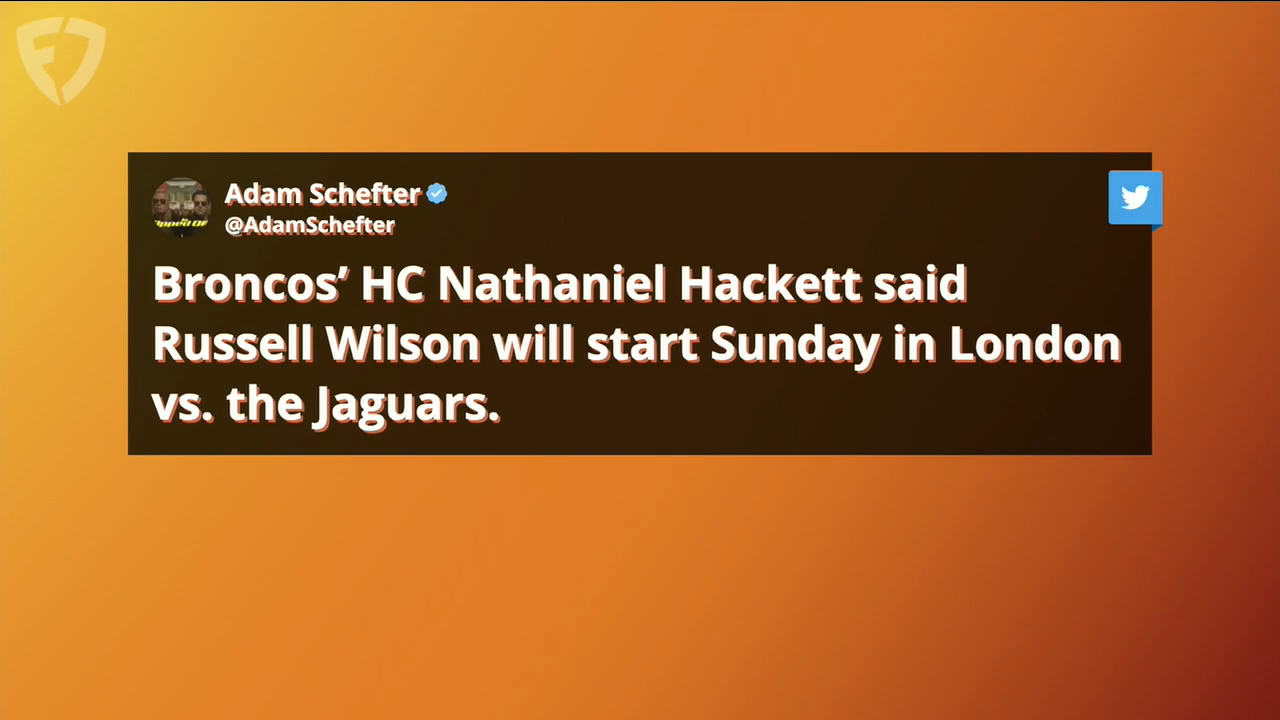 Adam Schefter
@AdamSchefter
Broncos’ HC Nathaniel Hackett said
Russell Wilson will start Sunday in London
vs. the Jaguars.